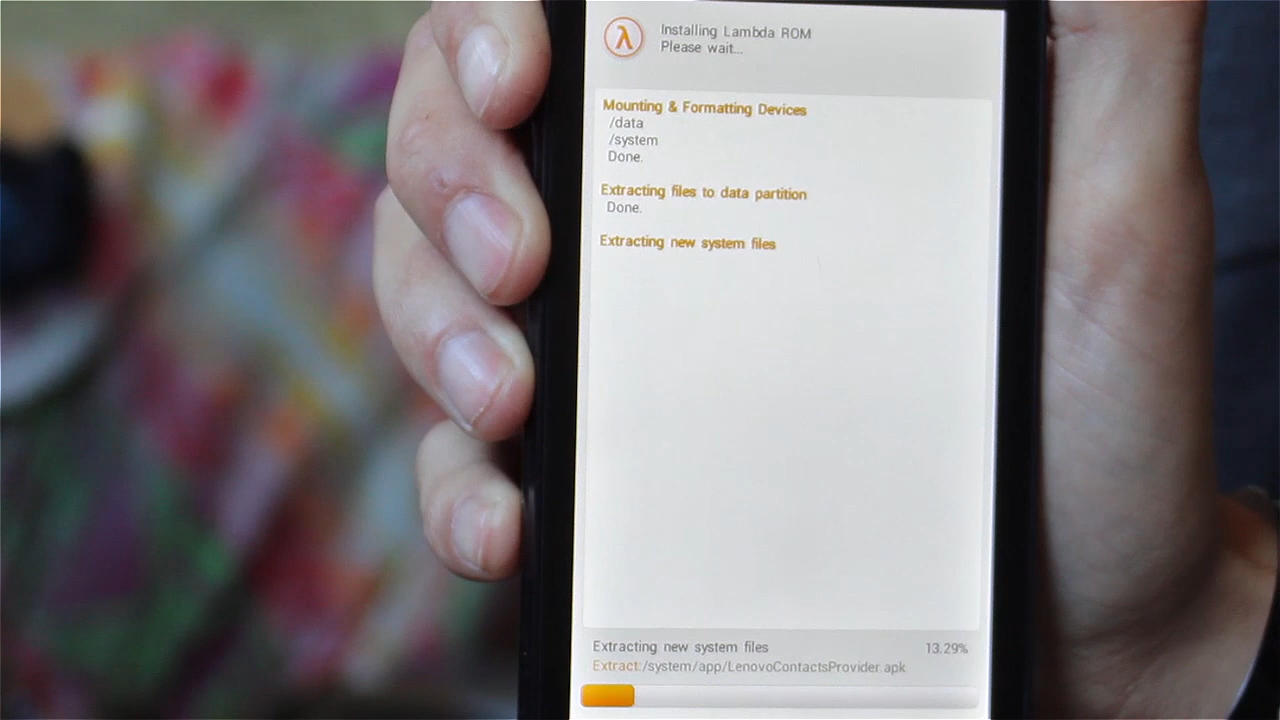 λ
Installing Lambda ROM
Please wait...
Mounting & Formatting Devices
/data
/system
Done.
Extracting files to data partition
Done.
Extracting new system files
Extracting new system files 13.29%
Extract:/system/app/LenovoContactsProvider.apk